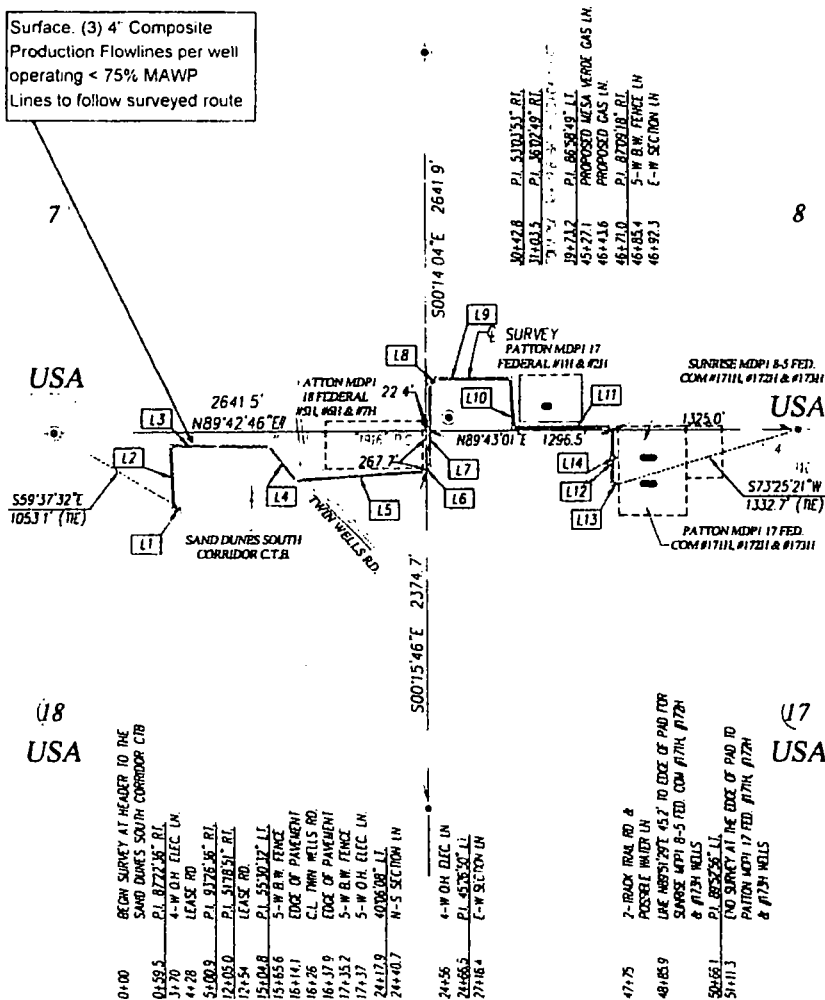 Surface. (3) 4" Composite
Production Flowlines per well
operating < 75% MAWP
Lines to follow surveyed route
7
8
S00°14'04"E 2641.9'
30+42.8 P.I. 53°03'53" RT.
31+03.5 P.I. 36°02'49" RT.
39+73.2 P.I. 86°58'49" LT.
45+27.1 PROPOSED MESA VERDE GAS LN.
46+43.6 PROPOSED GAS LN.
46+71.0 P.I. 87°09'18" RT.
46+85.4 5-W B.W. FENCE LN
46+92.3 E-W SECTION LN
L9
SURVEY
PATTON MDP1 17
FEDERAL #1H & #2H
L8
L10
L11
SUNRISE MDP1 8-5 FED.
COM #171H, #172H & #173H
USA
USA
ATTON MDP1
18 FEDERAL
#5H, #6H & #7H
22.4'
2641.5'
N89°42'46"E
L3
1325.0'
N89°43'01"E 1296.5'
267.7'
L2
L4
L5
L7
L6
L14
L12
L13
4
S73°25'21"W
1332.7' (TIE)
S59°37'32"E
1053.1' (TIE)
L1
SAND DUNES SOUTH
CORRIDOR C.T.B.
TWIN WELLS RD.
PATTON MDP1 17 FED.
COM #171H, #172H & #173H
S00°15'46"E 2374.7'
18
USA
17
USA
0+00 BEGIN SURVEY AT HEADER TO THE
SAND DUNES SOUTH CORRIDOR CTB
0+59.5 P.I. 87°22'36" RT.
3+70 4-W O.H. ELEC. LN.
4+28 LEASE RD
5+00.9 P.I. 93°26'36" RT.
12+05.0 P.I. 51°18'51" RT.
12+54 LEASE RD.
15+04.8 P.I. 55°30'32" LT.
15+65.6 5-W B.W. FENCE
16+14.1 EDGE OF PAVEMENT
16+26 C.L. TWIN WELLS RD.
16+37.9 EDGE OF PAVEMENT
17+35.2 5-W B.W. FENCE
17+37 5-W O.H. ELEC. LN.
24+17.9 40°06'08" LT.
24+40.7 N-S SECTION LN
24+56 4-W O.H. ELEC. LN
24+66.5 P.I. 45°26'30" LT.
27+16.4 E-W SECTION LN
47+75 2-TRACK TRAIL RD &
POSSIBLE WATER LN
48+85.9 LINE N89°51'29"E 45.2' TO EDGE OF PAD FOR
SUNRISE MDP1 8-5 FED. COM #171H, #172H
& #173H WELLS
50+66.1 P.I. 89°52'56" LT.
51+11.3 END SURVEY AT THE EDGE OF PAD TO
PATTON MDP1 17 FED. #171H, #172H
& #173H WELLS